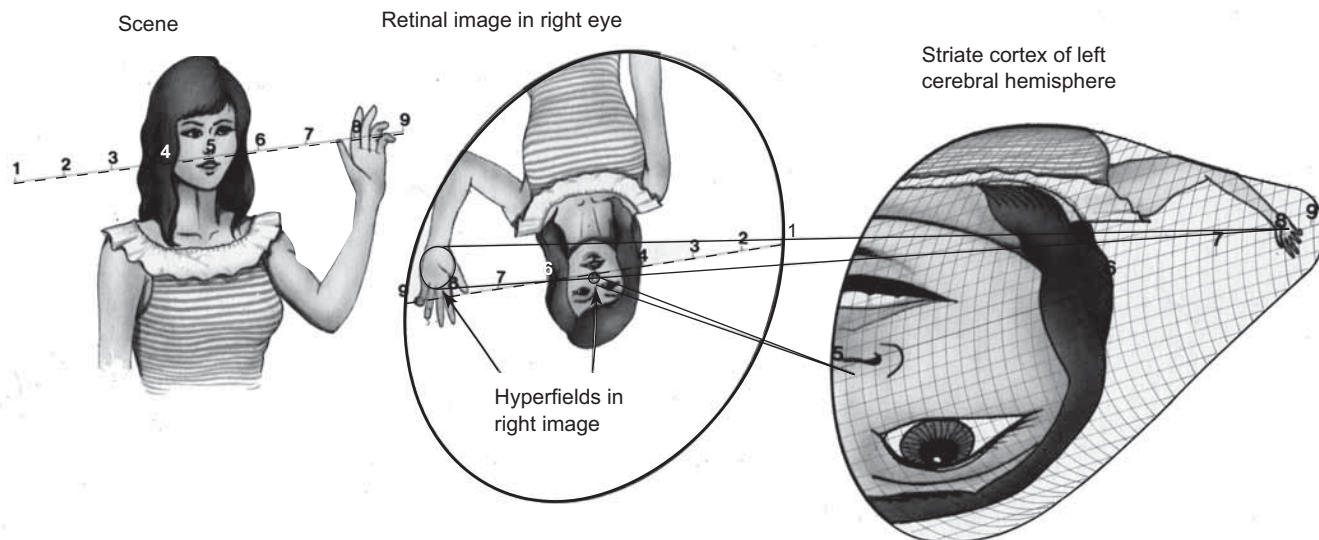 Scene
Retinal image in right eye
Striate cortex of left
cerebral hemisphere
1 2 3 4 5 6 7 8 9
9 8 7 6 4 3 2 1
5 6 7 8 9
Hyperfields in
right image